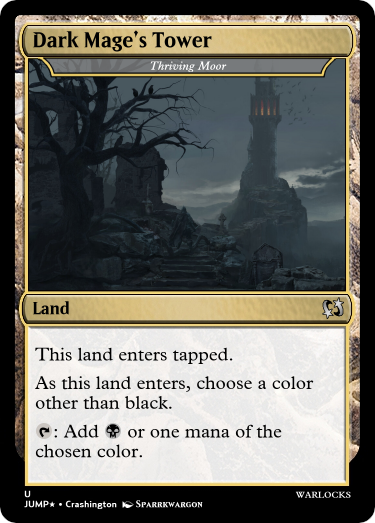 Dark Mage's Tower
Thriving Moor
Land
This land enters tapped.
As this land enters, choose a color
other than black.
: Add or one mana of the
chosen color.
U
WARLOCKS
JUMP★ • Crashington SPARRKWARGON